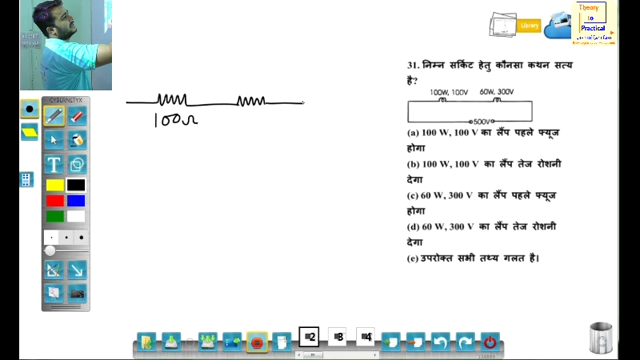 Library
Theory
to
Practical
31. निम्न सर्किट हेतु कौनसा कथन सत्य
है?
100W, 100V 60W, 300V
500V
(a) 100 W, 100 V का लैंप पहले फ्यूज
होगा
(b) 100 W, 100 V का लैंप तेज रोशनी
देगा
(c) 60 W, 300 V का लैंप पहले फ्यूज
होगा
(d) 60 W, 300 V का लैंप तेज रोशनी
देगा
(e) उपरोक्त सभी तथ्य गलत है।
100Ω
T
2